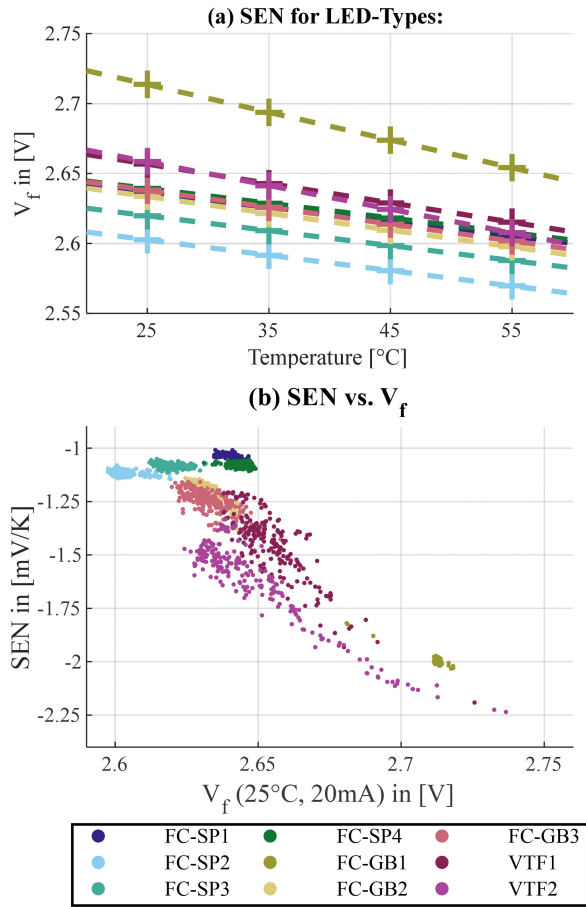 (a) SEN for LED-Types:
2.75
2.7
2.65
2.6
2.55
V_f in [V]
25
35
45
55
Temperature [°C]
(b) SEN vs. V_f
-1
-1.25
-1.5
-1.75
-2
-2.25
SEN in [mV/K]
2.6
2.65
2.7
2.75
V_f (25°C, 20mA) in [V]
FC-SP1 FC-SP4 FC-GB3
FC-SP2 FC-GB1 VTF1
FC-SP3 FC-GB2 VTF2